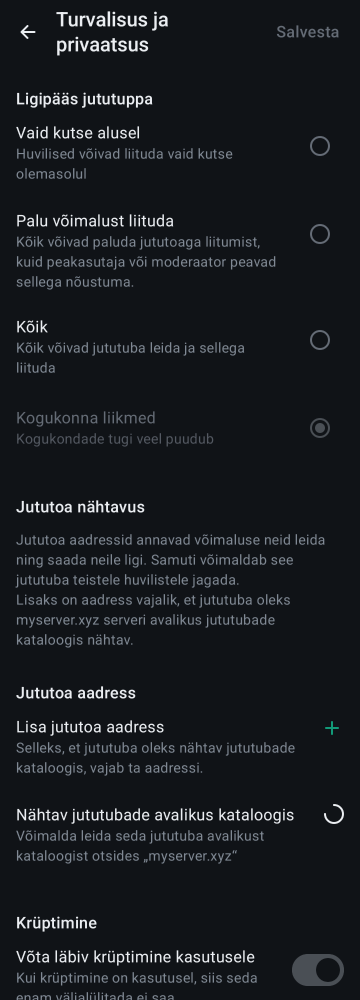 Turvalisus ja
privaatsus
Salvesta
Ligipääs jututuppa
Vaid kutse alusel
Huvilised võivad liituda vaid kutse
olemasolul
Palu võimalust liituda
Kõik võivad paluda jututoaga liitumist,
kuid peakasutaja või moderaator peavad
sellega nõustuma.
Kõik
Kõik võivad jututuba leida ja sellega
liituda
Kogukonna liikmed
Kogukondade tugi veel puudub
Jututoa nähtavus
Jututoa aadressid annavad võimaluse neid leida
ning saada neile ligi. Samuti võimaldab see
jututuba teistele huvilistele jagada.
Lisaks on aadress vajalik, et jututuba oleks
myserver.xyz serveri avalikus jututubade
kataloogis nähtav.
Jututoa aadress
Lisa jututoa aadress
Selleks, et jututuba oleks nähtav jututubade
kataloogis, vajab ta aadressi.
Nähtav jututubade avalikus kataloogis
Võimalda leida seda jututuba avalikust
kataloogist otsides „myserver.xyz“
Krüptimine
Võta läbiv krüptimine kasutusele
Kui krüptimine on kasutusel, siis seda
enam väljalülitada ei saa